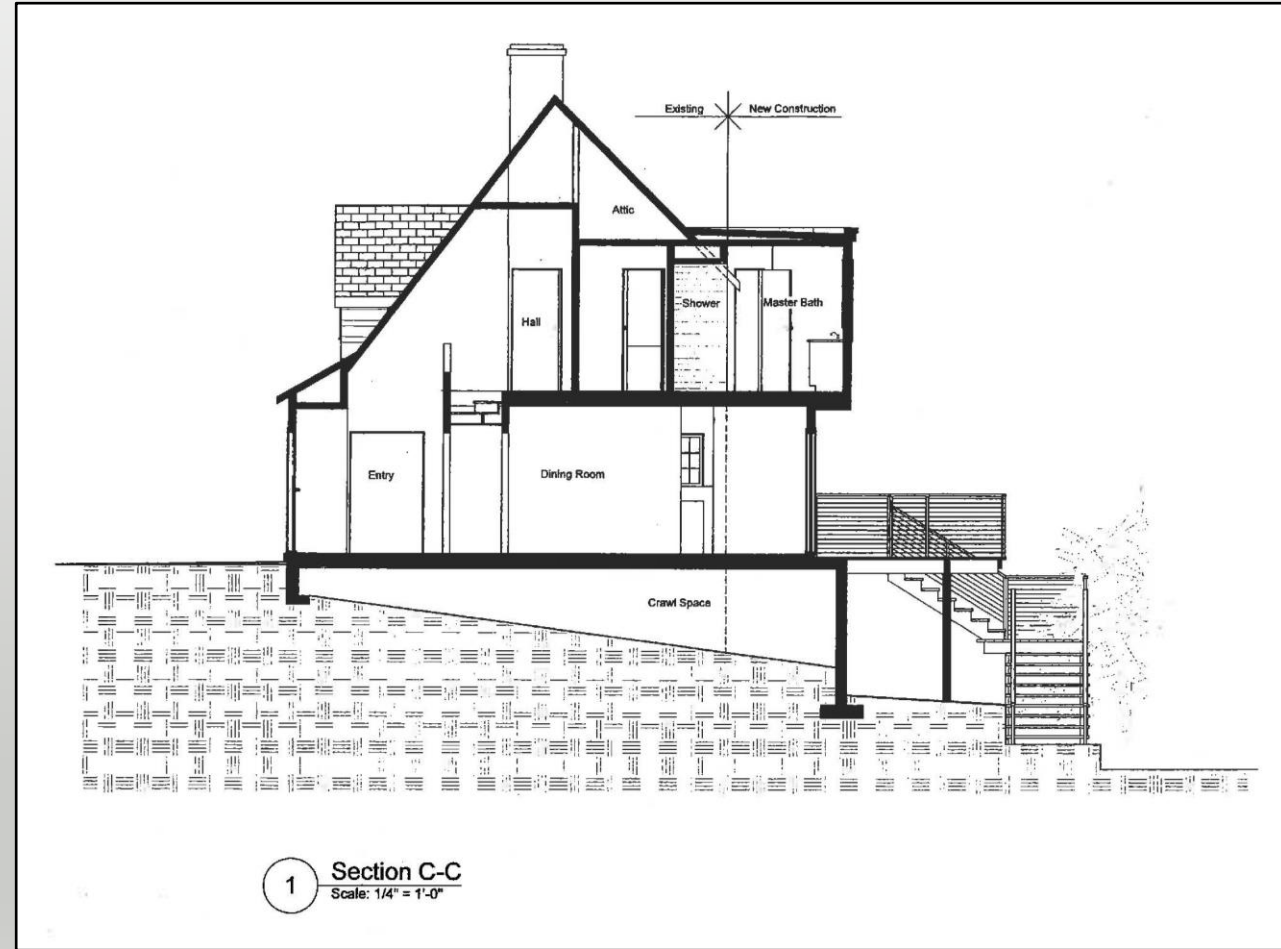 Existing New Construction
Attic
Shower Master Bath
Hall
Entry
Dining Room
Crawl Space
1 Section C-C
Scale: 1/4" = 1'-0"